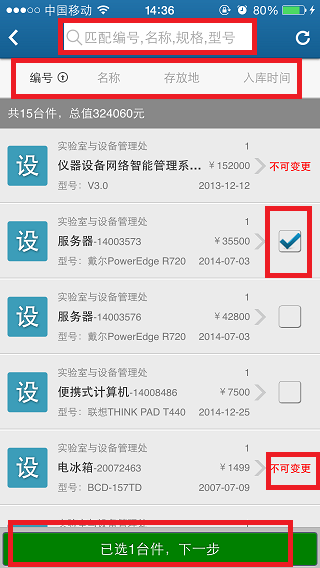 中国移动 14:36 80%
匹配编号,名称,规格,型号
编号 名称 存放地 入库时间
共15台件，总值324060元
实验室与设备管理处 1
设 仪器设备网络智能管理系... ￥152000 不可变更
型号：V3.0 2013-12-12
实验室与设备管理处 1
设 服务器-14003573 ￥35500
型号：戴尔PowerEdge R720 2014-07-03
实验室与设备管理处 1
设 服务器-14003576 ￥42800
型号：戴尔PowerEdge R720 2014-07-03
实验室与设备管理处 1
设 便携式计算机-14008486 ￥7500
型号：联想THINK PAD T440 2014-12-25
实验室与设备管理处 1
设 电冰箱-20072463 ￥1499 不可变更
型号：BCD-157TD 2007-07-09
实验室与设备管理处 1
已选1台件，下一步